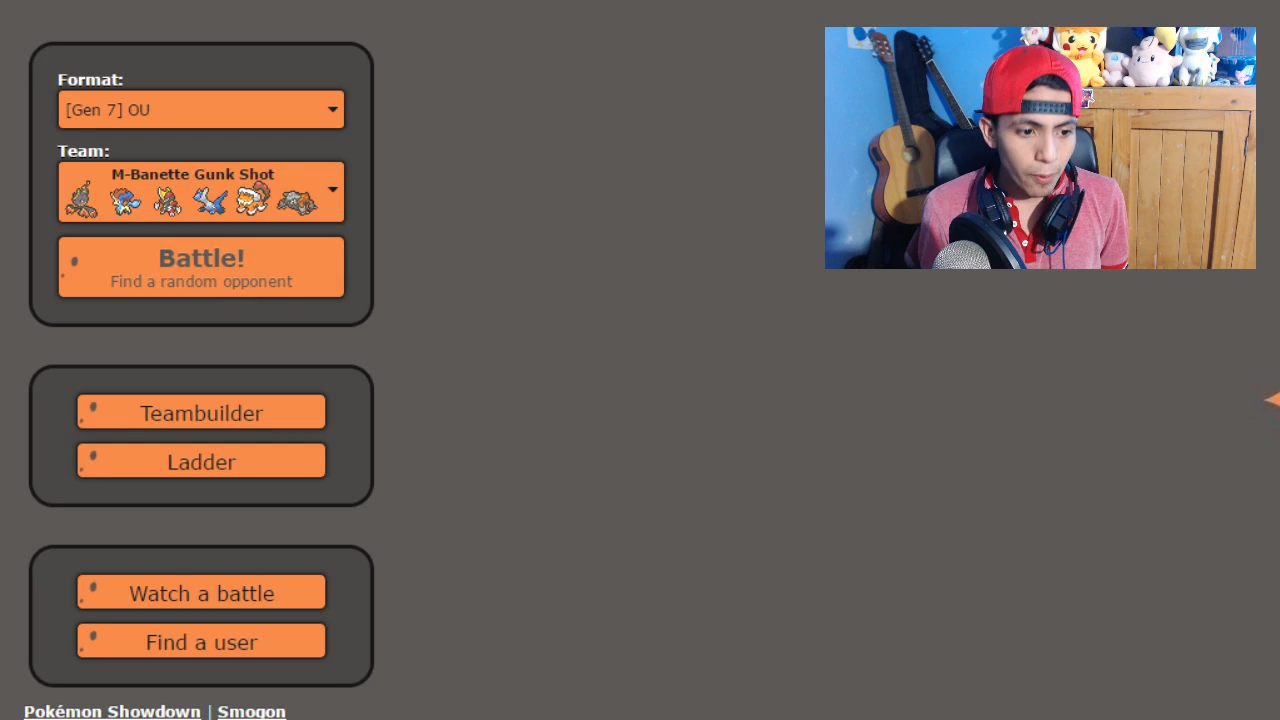 Format:
[Gen 7] OU
Team:
M-Banette Gunk Shot
Battle!
Find a random opponent
Teambuilder
Ladder
Watch a battle
Find a user
Pokémon Showdown | Smogon